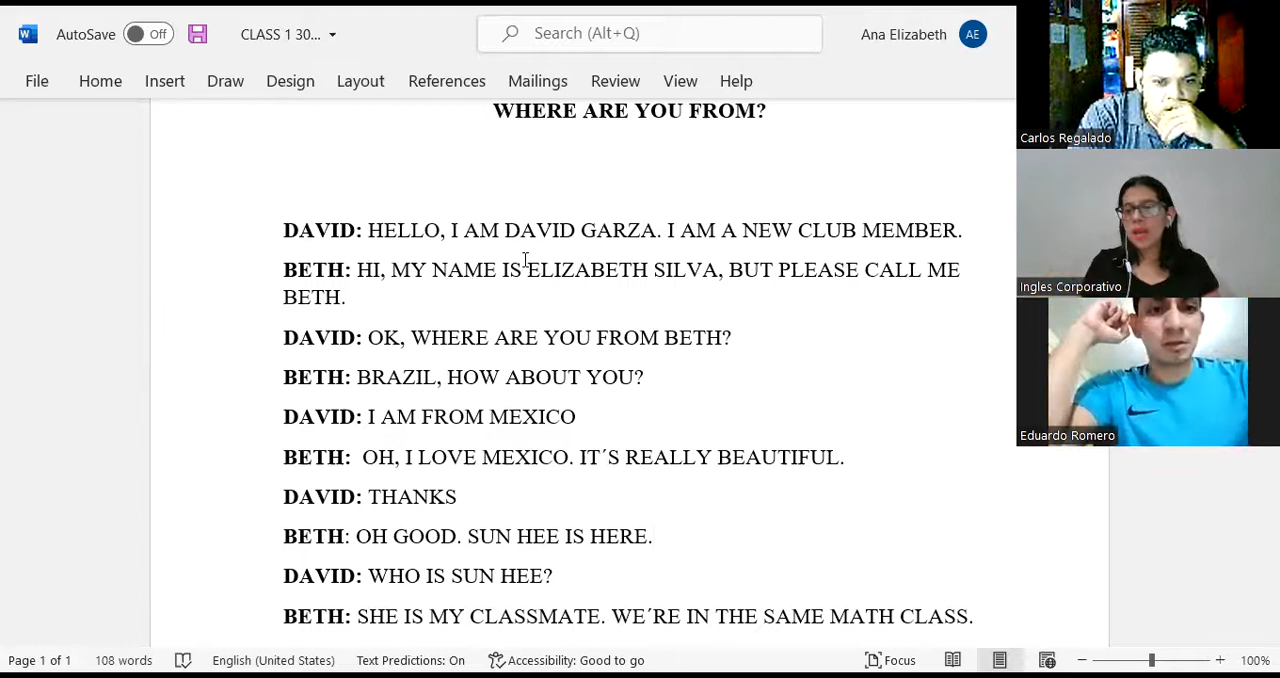 AutoSave Off CLASS 1 30... Search (Alt+Q) Ana Elizabeth AE
File Home Insert Draw Design Layout References Mailings Review View Help
WHERE ARE YOU FROM?
DAVID: HELLO, I AM DAVID GARZA. I AM A NEW CLUB MEMBER.
BETH: HI, MY NAME IS ELIZABETH SILVA, BUT PLEASE CALL ME
BETH.
DAVID: OK, WHERE ARE YOU FROM BETH?
BETH: BRAZIL, HOW ABOUT YOU?
DAVID: I AM FROM MEXICO
BETH: OH, I LOVE MEXICO. IT´S REALLY BEAUTIFUL.
DAVID: THANKS
BETH: OH GOOD. SUN HEE IS HERE.
DAVID: WHO IS SUN HEE?
BETH: SHE IS MY CLASSMATE. WE´RE IN THE SAME MATH CLASS.
Page 1 of 1 108 words English (United States) Text Predictions: On Accessibility: Good to go Focus 100%
Carlos Regalado
Ingles Corporativo
Eduardo Romero